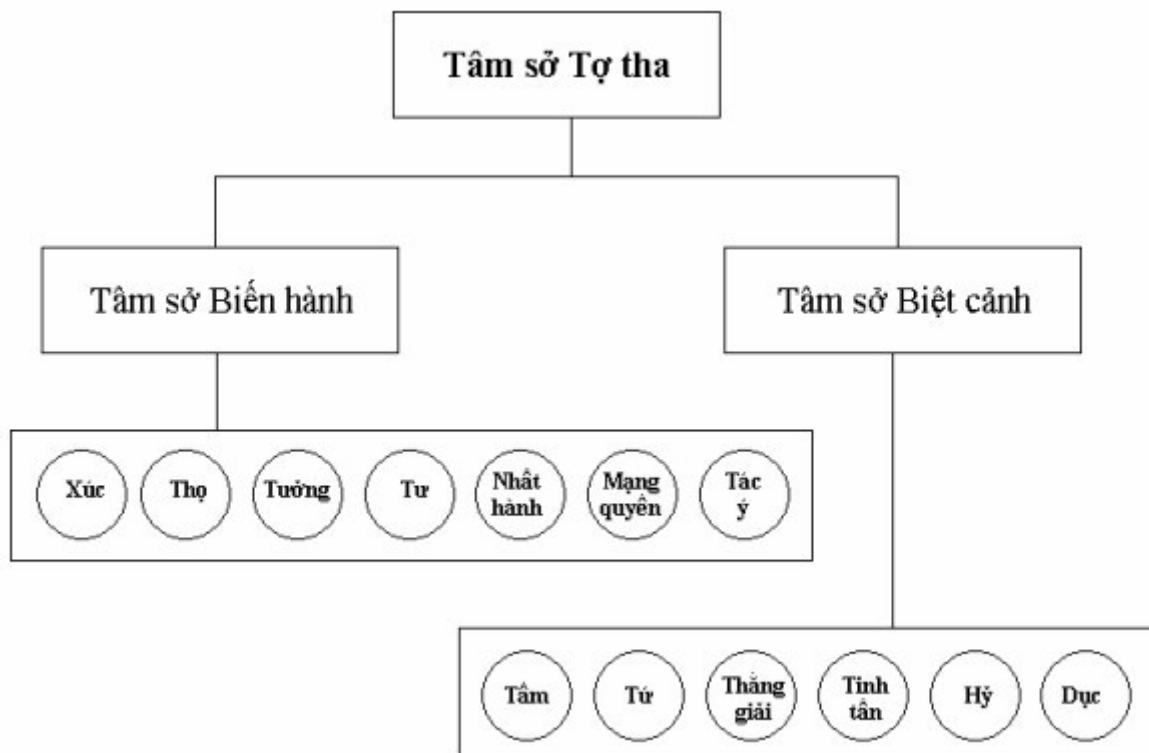 Tâm sở Tợ tha
Tâm sở Biến hành
Tâm sở Biệt cảnh
Xúc
Thọ
Tưởng
Tư
Nhất
hành
Mạng
quyền
Tác
ý
Tầm
Tứ
Thắng
giải
Tinh
tấn
Hỷ
Dục